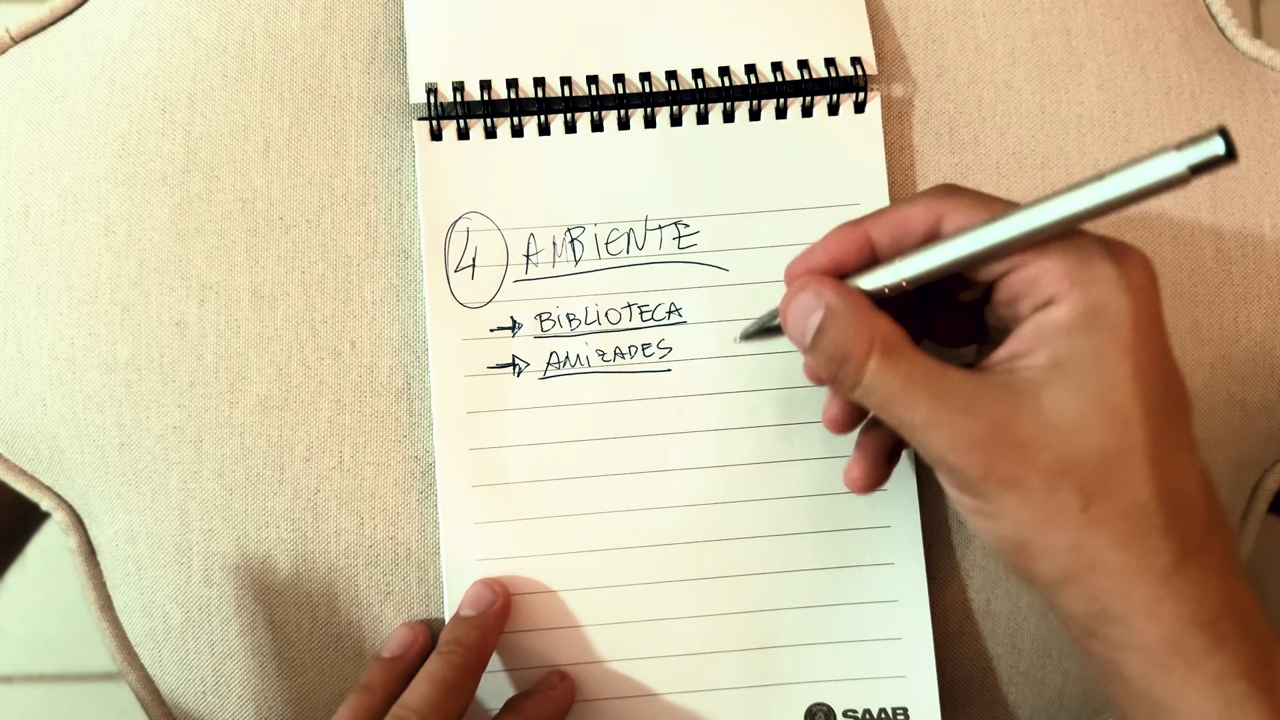 4 AMBIENTE
→ BIBLIOTECA
→ AMIZADES
SAAB